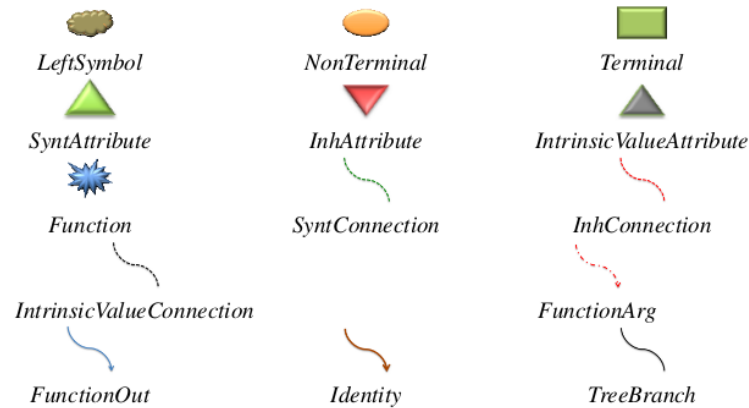 LeftSymbol NonTerminal Terminal
SyntAttribute InhAttribute IntrinsicValueAttribute
Function SyntConnection InhConnection
IntrinsicValueConnection FunctionArg
FunctionOut Identity TreeBranch